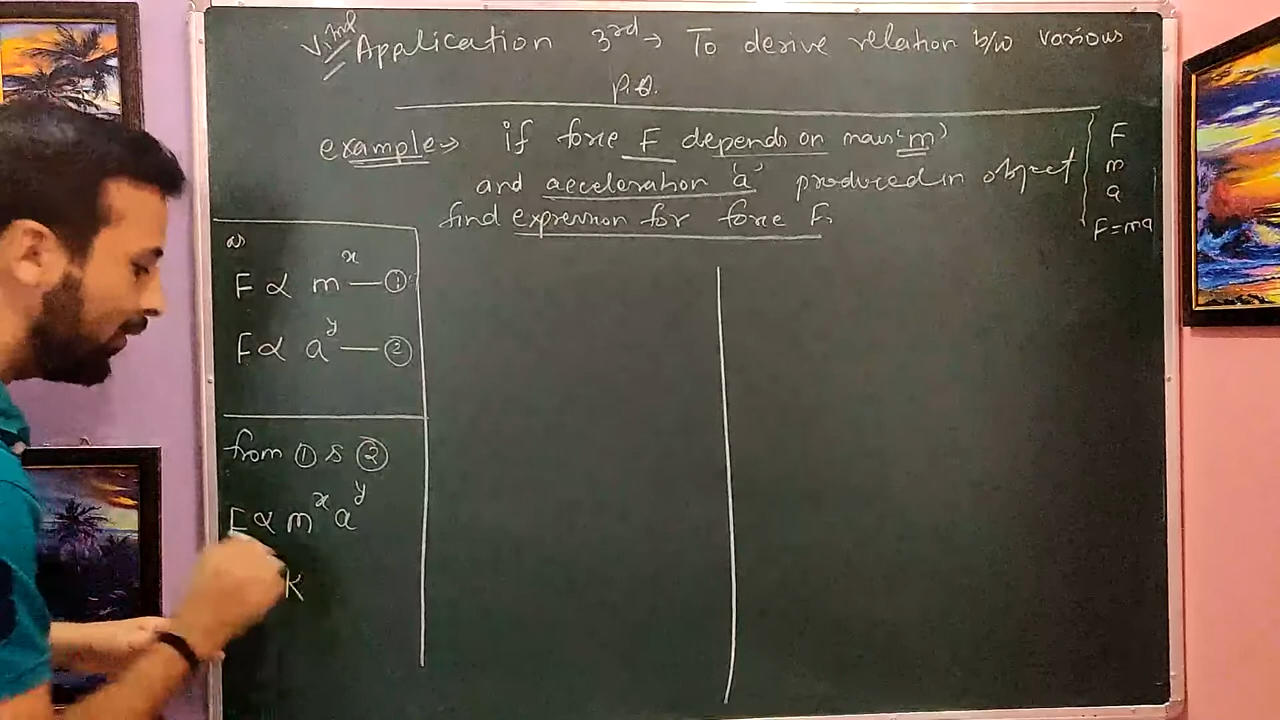 V. Imp Application 3rd → To derive relation b/w various
P.Q.
example → if force F depends on mass 'm'
and acceleration 'a' produced in object
find expression for force F.
F
m
a
F=ma
as
F ∝ m^x — ①
F ∝ a^y — ②
from ① & ②
F ∝ m^x a^y
K